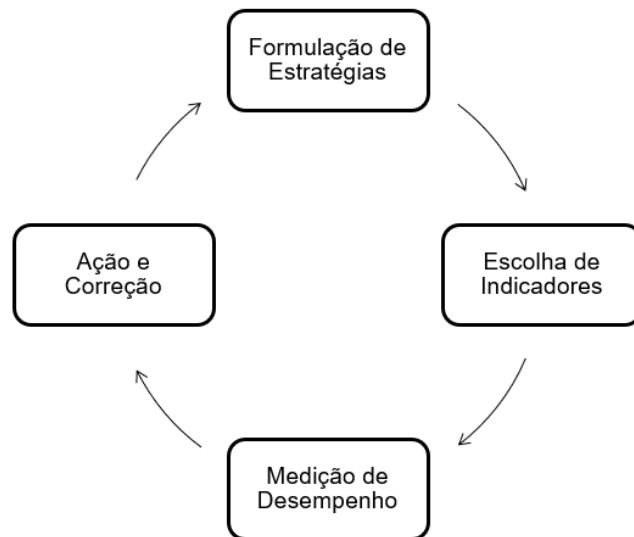 Formulação de
Estratégias
Escolha de
Indicadores
Medição de
Desempenho
Ação e
Correção